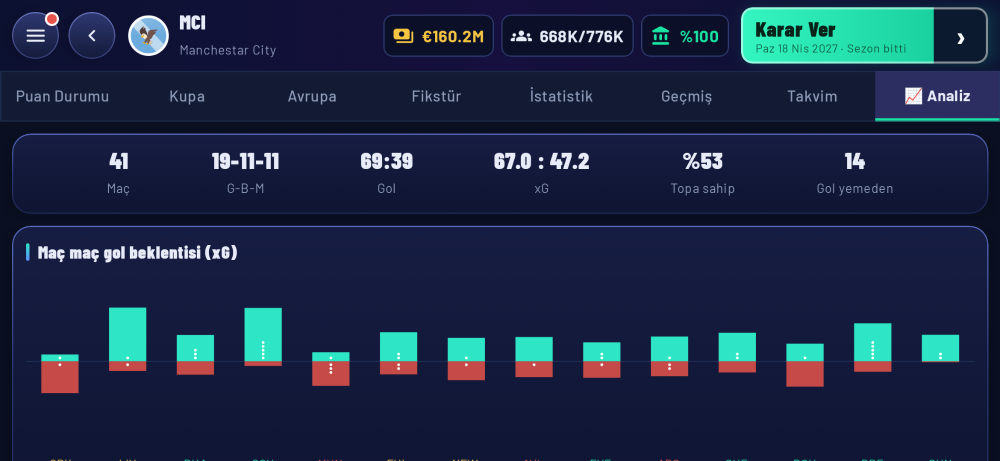 MCI
Manchestar City
€160.2M
668K/776K
%100
Karar Ver
Paz 18 Nis 2027 · Sezon bitti
Puan Durumu
Kupa
Avrupa
Fikstür
İstatistik
Geçmiş
Takvim
Analiz
41
19-11-11
69:39
67.0 : 47.2
%53
14
Maç
G-B-M
Gol
xG
Topa sahip
Gol yemeden
Maç maç gol beklentisi (xG)